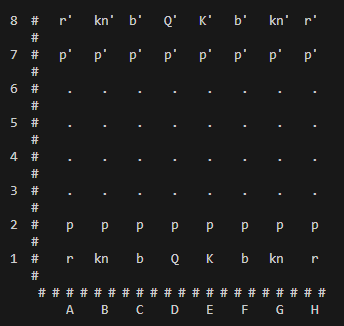 8 # r' kn' b' Q' K' b' kn' r'
#
7 # p' p' p' p' p' p' p' p'
#
6 # . . . . . . . .
#
5 # . . . . . . . .
#
4 # . . . . . . . .
#
3 # . . . . . . . .
#
2 # p p p p p p p p
#
1 # r kn b Q K b kn r
#
# # # # # # # # # # # # # # # # # # # # # # # #
A B C D E F G H